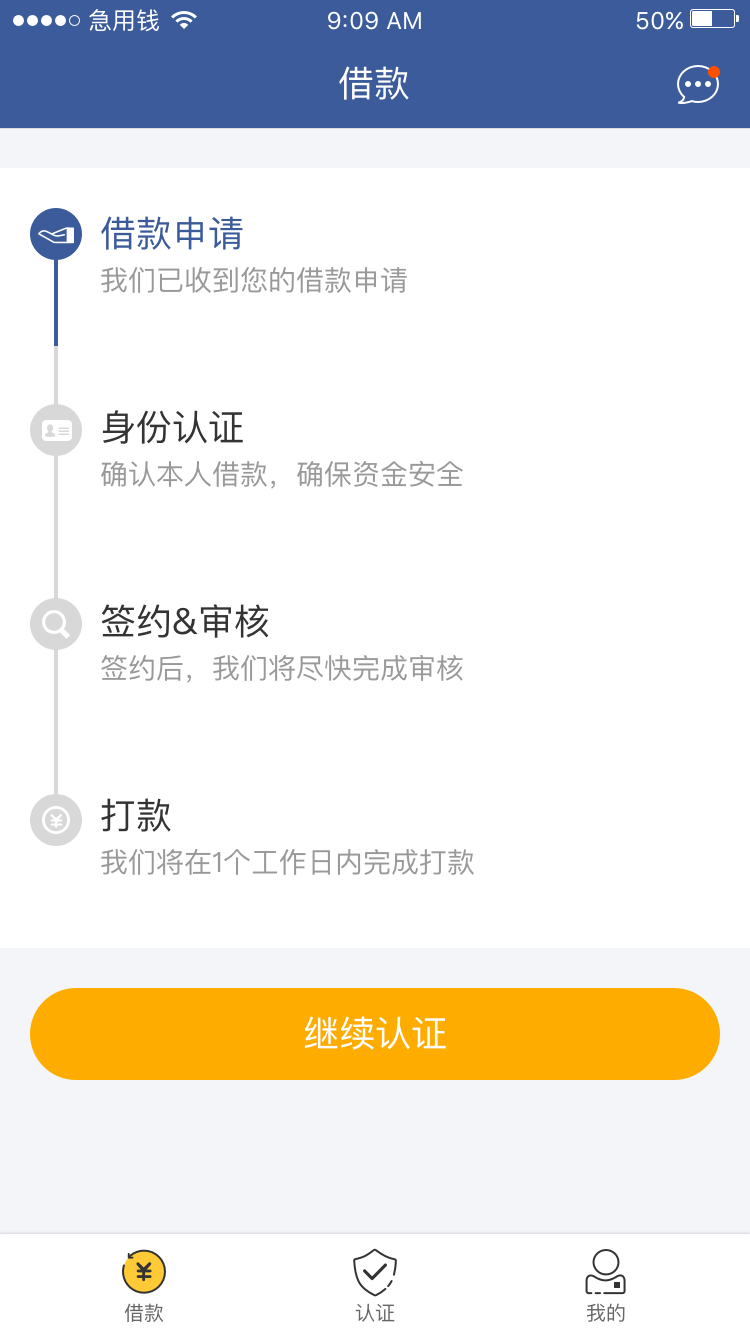 急用钱 9:09 AM 50%
借款
借款申请
我们已收到您的借款申请
身份认证
确认本人借款，确保资金安全
签约&审核
签约后，我们将尽快完成审核
¥
打款
我们将在1个工作日内完成打款
继续认证
¥
借款 认证 我的